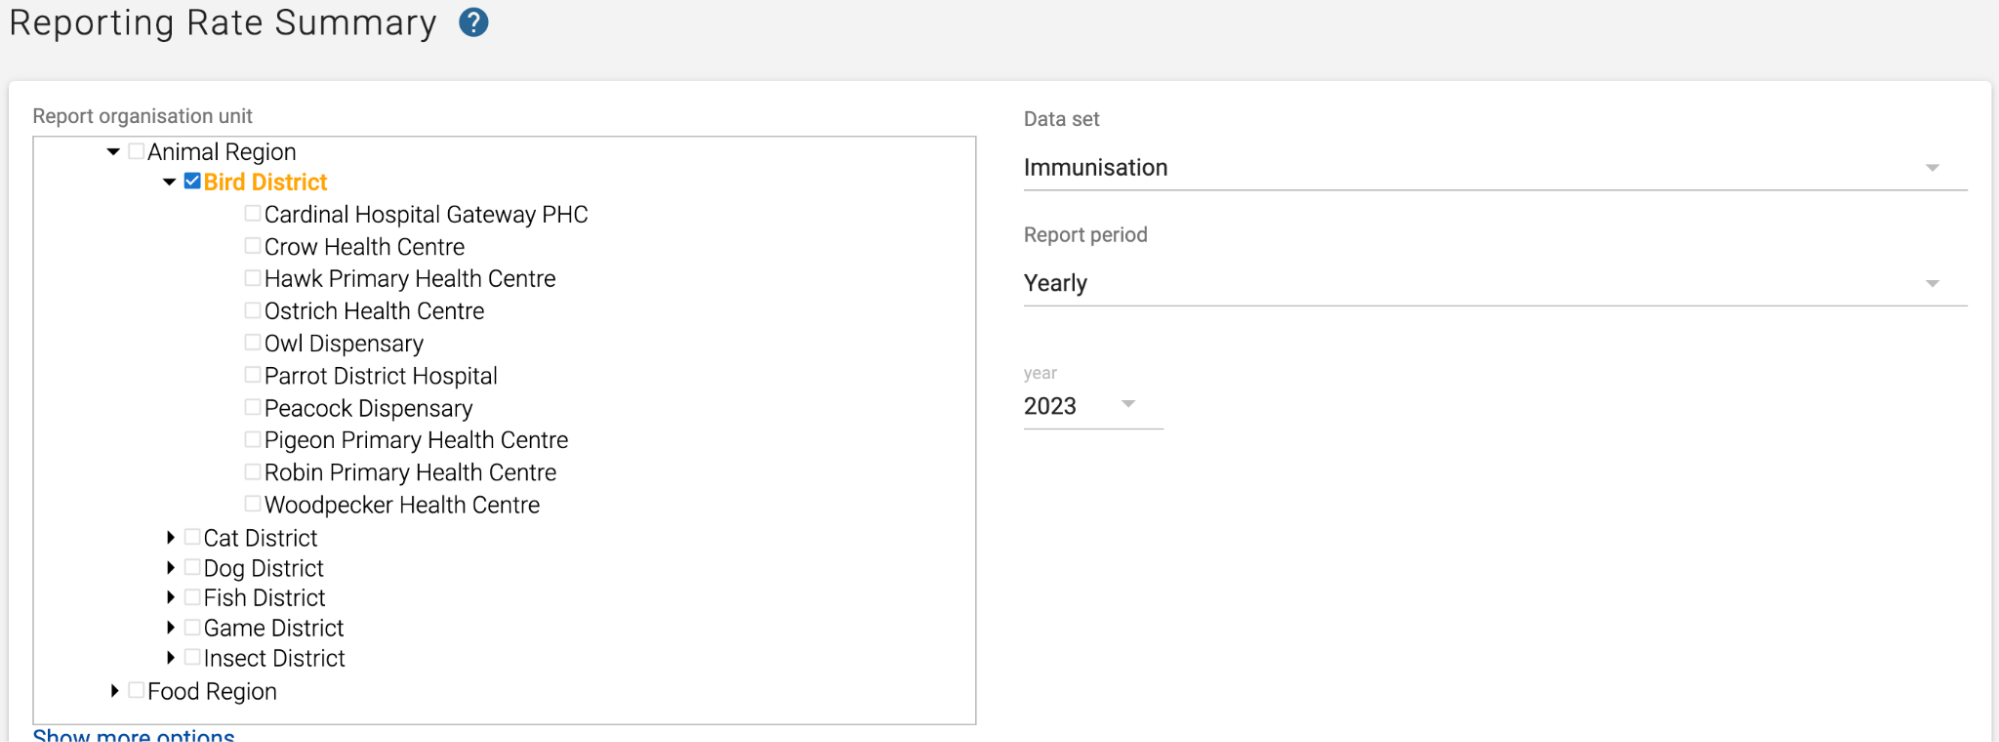 Reporting Rate Summary ?
Report organisation unit
Animal Region
Bird District
Cardinal Hospital Gateway PHC
Crow Health Centre
Hawk Primary Health Centre
Ostrich Health Centre
Owl Dispensary
Parrot District Hospital
Peacock Dispensary
Pigeon Primary Health Centre
Robin Primary Health Centre
Woodpecker Health Centre
Cat District
Dog District
Fish District
Game District
Insect District
Food Region
Show more options
Data set
Immunisation
Report period
Yearly
year
2023